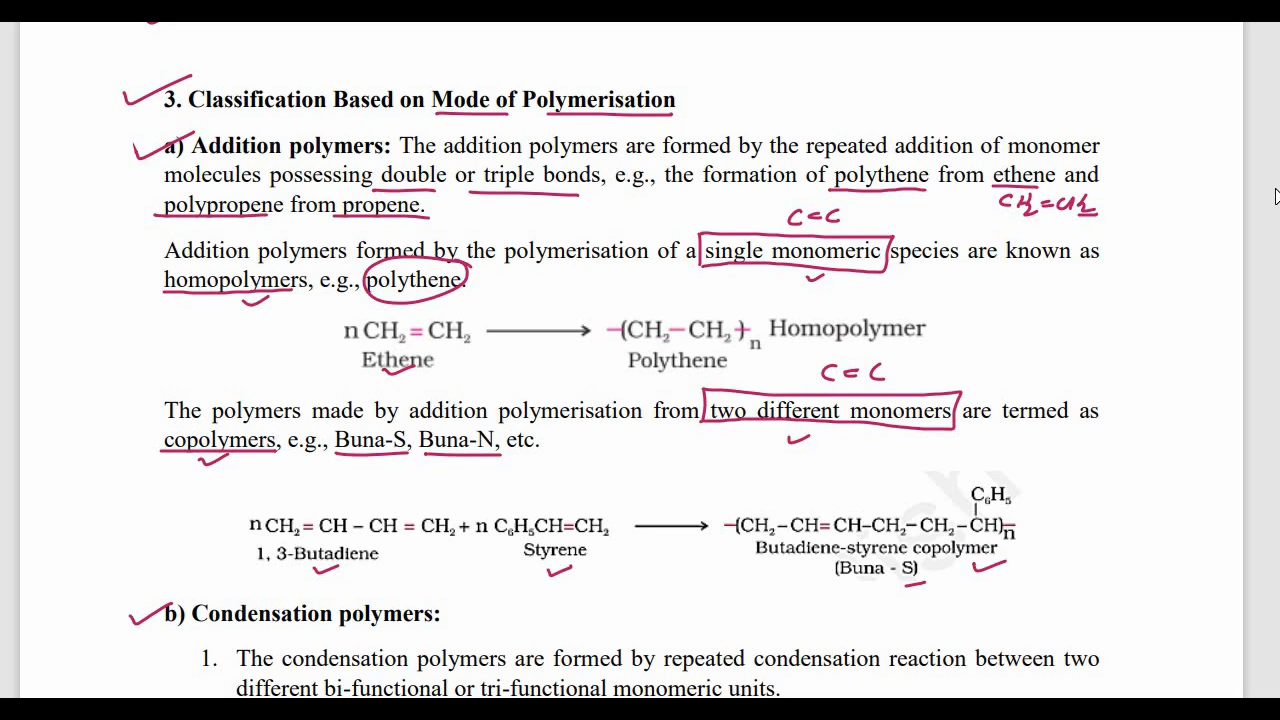 3. Classification Based on Mode of Polymerisation
a) Addition polymers: The addition polymers are formed by the repeated addition of monomer
molecules possessing double or triple bonds, e.g., the formation of polythene from ethene and
polypropene from propene.
CH₂=CH₂
C=C
Addition polymers formed by the polymerisation of a single monomeric species are known as
homopolymers, e.g., polythene.
n CH₂=CH₂ ⟶ –(CH₂–CH₂)–n Homopolymer
Ethene Polythene
C=C
The polymers made by addition polymerisation from two different monomers are termed as
copolymers, e.g., Buna-S, Buna-N, etc.
C₆H₅
n CH₂=CH–CH=CH₂ + n C₆H₅CH=CH₂ ⟶ –(CH₂–CH=CH–CH₂–CH₂–CH)–n
1, 3-Butadiene Styrene Butadiene-styrene copolymer
(Buna - S)
b) Condensation polymers:
1. The condensation polymers are formed by repeated condensation reaction between two
different bi-functional or tri-functional monomeric units.